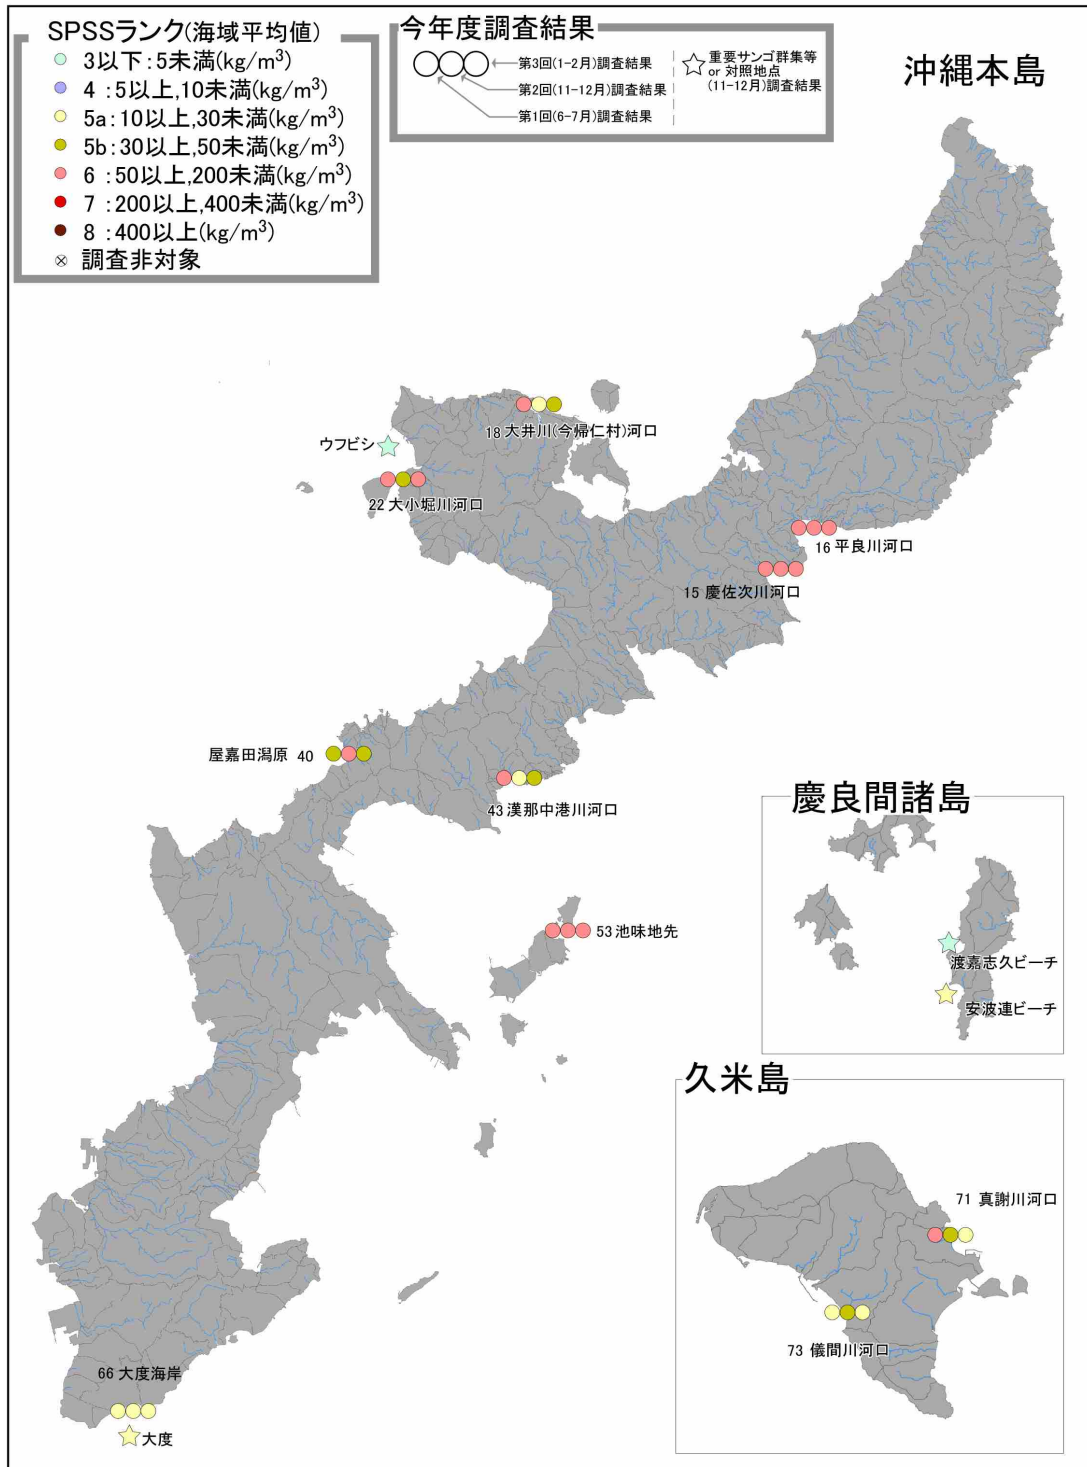 SPSSランク(海域平均値)
3以下:5未満(kg/m³)
4 :5以上,10未満(kg/m³)
5a:10以上,30未満(kg/m³)
5b:30以上,50未満(kg/m³)
6 :50以上,200未満(kg/m³)
7 :200以上,400未満(kg/m³)
8 :400以上(kg/m³)
調査非対象
今年度調査結果
第3回(1-2月)調査結果
第2回(11-12月)調査結果
第1回(6-7月)調査結果
重要サンゴ群集等
or 対照地点
(11-12月)調査結果
沖縄本島
18 大井川(今帰仁村)河口
ウフビシ
22 大小堀川河口
16 平良川河口
15 慶佐次川河口
屋嘉田潟原 40
43 漢那中港川河口
慶良間諸島
53 池味地先
渡嘉志久ビーチ
安波連ビーチ
久米島
71 真謝川河口
73 儀間川河口
66 大度海岸
大度